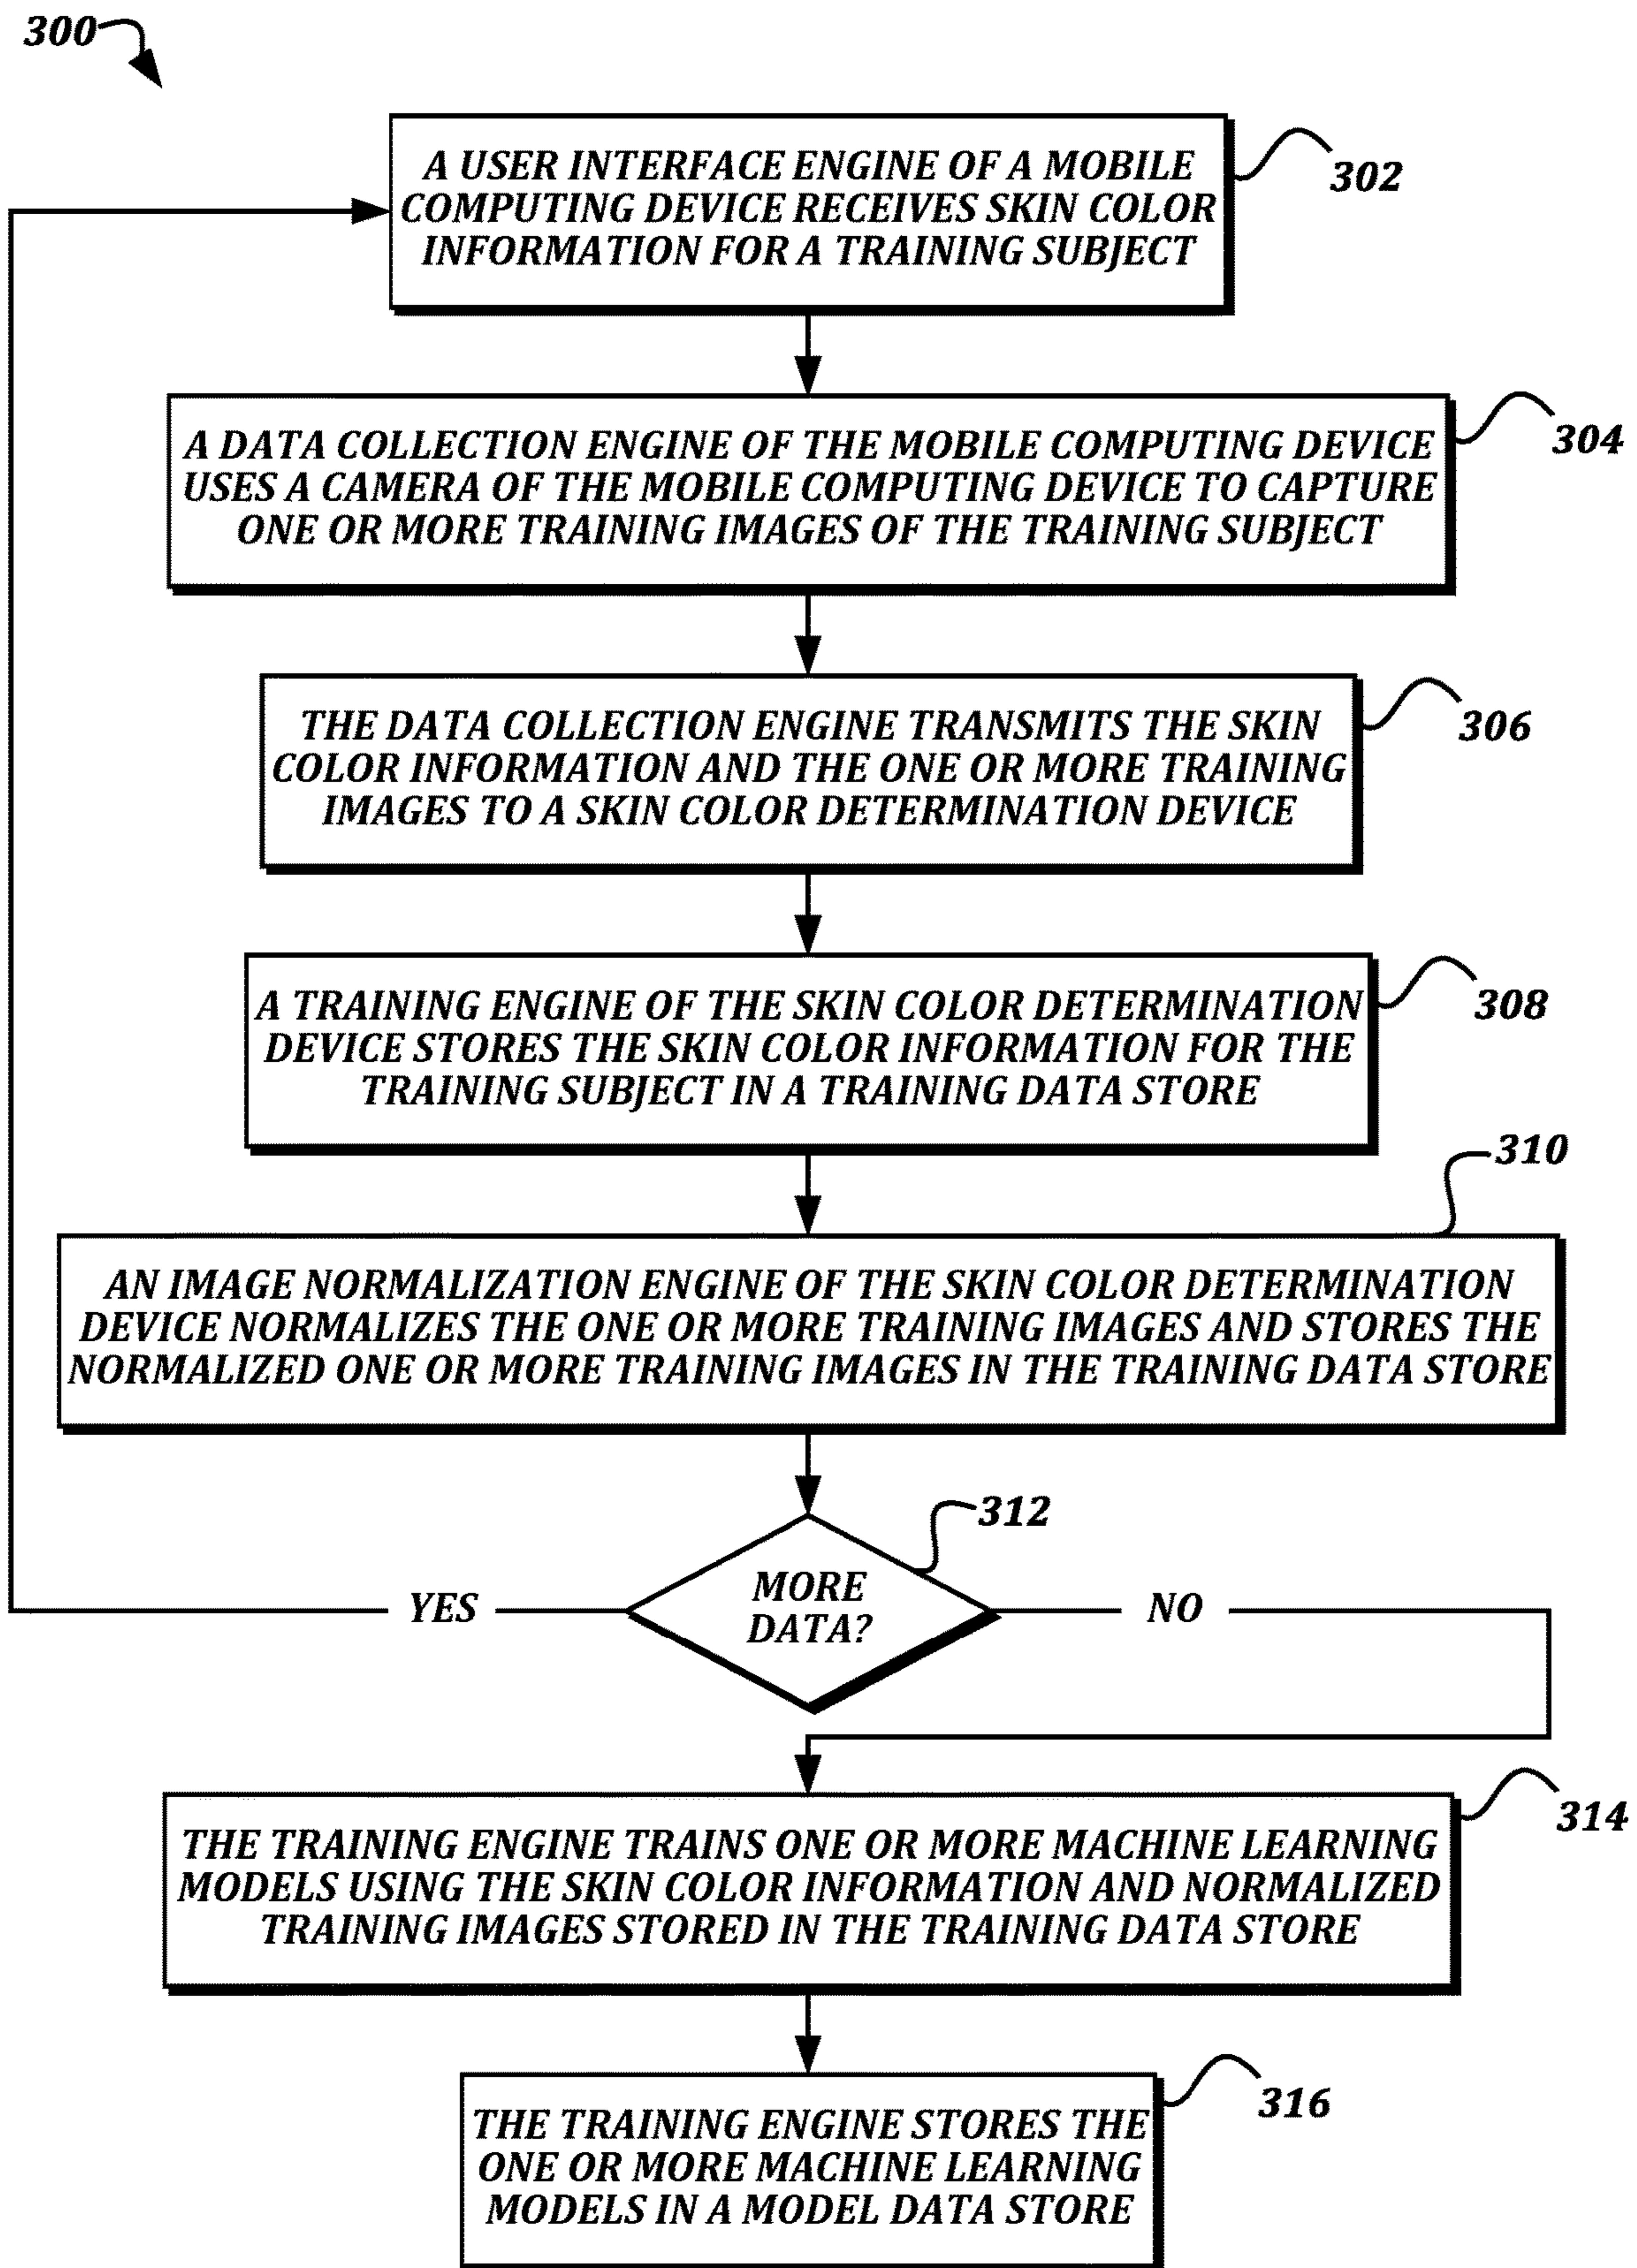 300
A USER INTERFACE ENGINE OF A MOBILE
COMPUTING DEVICE RECEIVES SKIN COLOR
INFORMATION FOR A TRAINING SUBJECT
302
A DATA COLLECTION ENGINE OF THE MOBILE COMPUTING DEVICE
USES A CAMERA OF THE MOBILE COMPUTING DEVICE TO CAPTURE
ONE OR MORE TRAINING IMAGES OF THE TRAINING SUBJECT
304
THE DATA COLLECTION ENGINE TRANSMITS THE SKIN
COLOR INFORMATION AND THE ONE OR MORE TRAINING
IMAGES TO A SKIN COLOR DETERMINATION DEVICE
306
A TRAINING ENGINE OF THE SKIN COLOR DETERMINATION
DEVICE STORES THE SKIN COLOR INFORMATION FOR THE
TRAINING SUBJECT IN A TRAINING DATA STORE
308
310
AN IMAGE NORMALIZATION ENGINE OF THE SKIN COLOR DETERMINATION
DEVICE NORMALIZES THE ONE OR MORE TRAINING IMAGES AND STORES THE
NORMALIZED ONE OR MORE TRAINING IMAGES IN THE TRAINING DATA STORE
312
MORE
DATA?
YES
NO
THE TRAINING ENGINE TRAINS ONE OR MORE MACHINE LEARNING
MODELS USING THE SKIN COLOR INFORMATION AND NORMALIZED
TRAINING IMAGES STORED IN THE TRAINING DATA STORE
314
THE TRAINING ENGINE STORES THE
ONE OR MORE MACHINE LEARNING
MODELS IN A MODEL DATA STORE
316